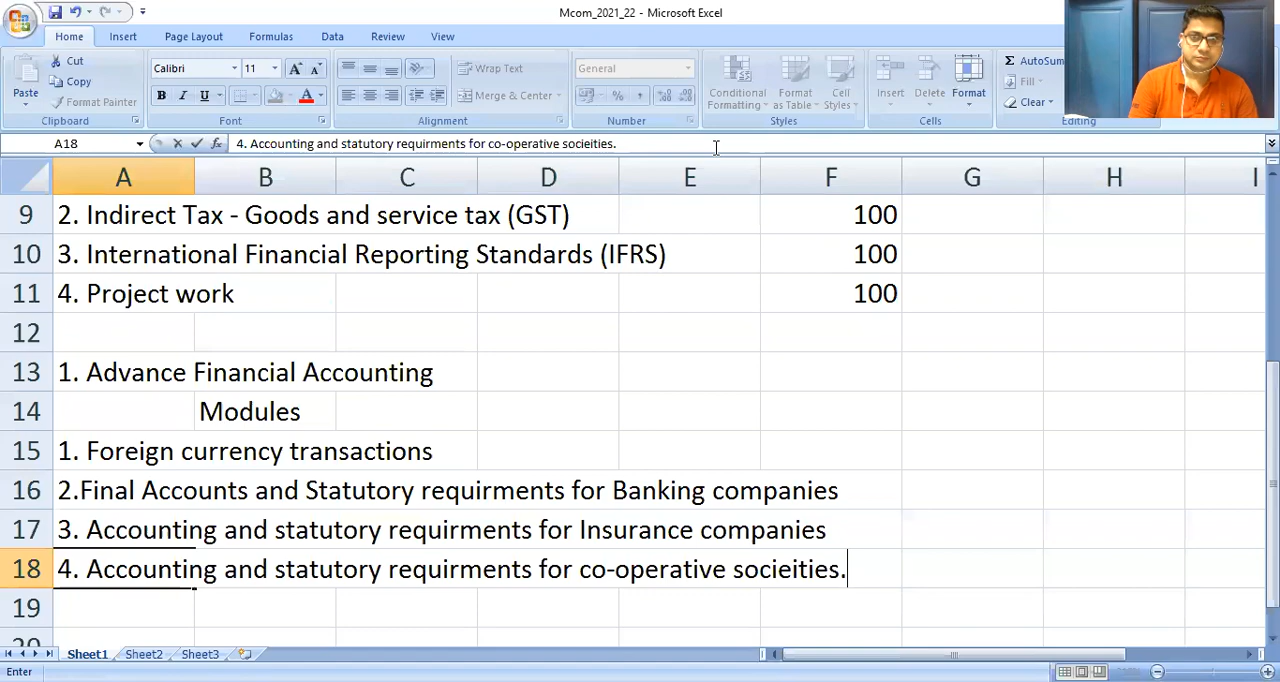 Mcom_2021_22 - Microsoft Excel
Home Insert Page Layout Formulas Data Review View
Cut
Copy
Format Painter
Paste
Clipboard
Calibri 11
B I U
Font
Wrap Text
Merge & Center
Alignment
General
% ,
Number
Conditional Formatting
Format as Table
Cell Styles
Styles
Insert Delete Format
Cells
Σ AutoSum
Fill
Clear
Editing
A18 fx 4. Accounting and statutory requirments for co-operative socieities.
A B C D E F G H I
9 2. Indirect Tax - Goods and service tax (GST) 100
10 3. International Financial Reporting Standards (IFRS) 100
11 4. Project work 100
12
13 1. Advance Financial Accounting
14 Modules
15 1. Foreign currency transactions
16 2.Final Accounts and Statutory requirments for Banking companies
17 3. Accounting and statutory requirments for Insurance companies
18 4. Accounting and statutory requirments for co-operative socieities.
19
20
Sheet1 Sheet2 Sheet3
Enter